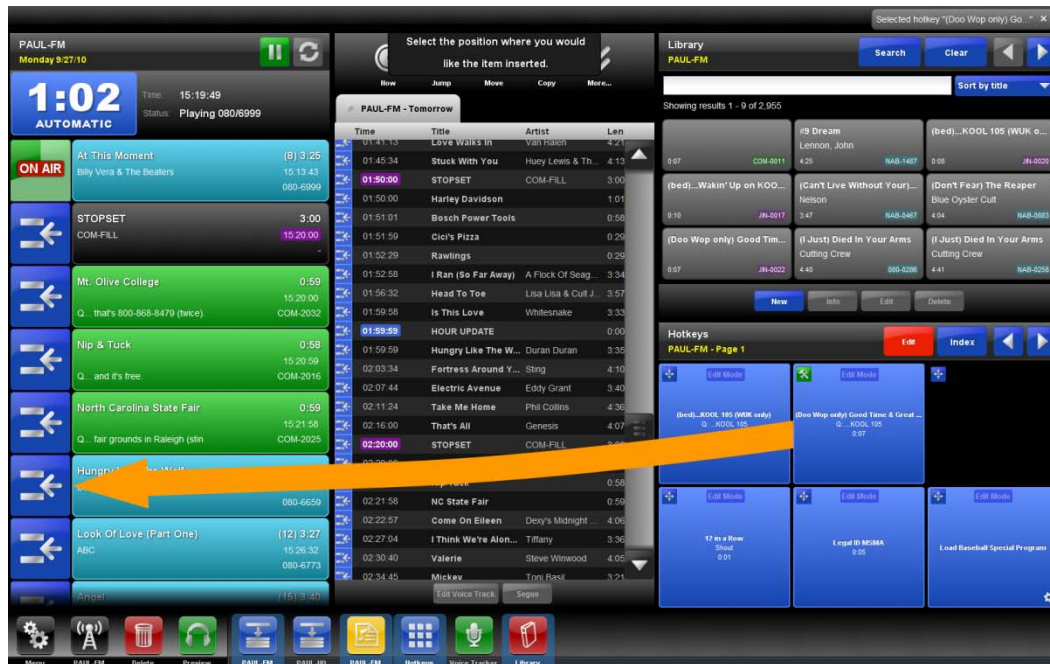 Selected hotkey "(Doo Wop only) Go..." ×
PAUL-FM
Monday 9/27/10
1:02
AUTOMATIC
Time: 15:19:49
Status: Playing 080/6999
ON AIR
At This Moment (8) 3:25
Billy Vera & The Beaters 15:13:43
080-6999
STOPSET 3:00
COM-FILL 15:20:00
-
Mt. Olive College 0:59
15:20:00
Q... that's 800-868-8479 (twice). COM-2032
Nip & Tuck 0:58
15:20:59
Q... and it's free. COM-2016
North Carolina State Fair 0:59
15:21:58
Q... fair grounds in Raleigh (stin COM-2025
080-6659
Look Of Love (Part One) (12) 3:27
ABC 15:26:32
080-6773
Angel (15) 3:40
Select the position where you would
like the item inserted.
Now Jump Move Copy More...
PAUL-FM - Tomorrow
Time Title Artist Len
01:41:13 Love Walks In Van Halen 4:21
01:45:34 Stuck With You Huey Lewis & Th... 4:13
01:50:00 STOPSET COM-FILL 3:00
01:50:00 Harley Davidson 1:01
01:51:01 Bosch Power Tools 0:58
01:51:59 Cici's Pizza 0:29
01:52:29 Rawlings 0:29
01:52:58 I Ran (So Far Away) A Flock Of Seag... 3:34
01:56:32 Head To Toe Lisa Lisa & Cult J... 3:57
01:59:58 Is This Love Whitesnake 3:33
01:59:59 HOUR UPDATE 0:00
01:59:59 Hungry Like The W... Duran Duran 3:35
02:03:34 Fortress Around Y... Sting 4:10
02:07:44 Electric Avenue Eddy Grant 3:40
02:11:24 Take Me Home Phil Collins 4:36
02:16:00 That's All Genesis 4:07
02:20:00 STOPSET COM-FILL
0:58
02:21:58 NC State Fair 0:59
02:22:57 Come On Eileen Dexy's Midnight ... 4:06
02:27:04 I Think We're Alon... Tiffany 3:36
02:30:40 Valerie Steve Winwood 4:05
02:34:45 Mickey Toni Basil 3:21
Edit Voice Track Segue
Library
PAUL-FM
Search Clear
Sort by title
Showing results 1 - 9 of 2,955
0:07 COM-0011
#9 Dream
Lennon, John
4:25 NAB-1487
(bed)...KOOL 105 (WUK o...
0:08 JIN-0020
(bed)...Wakin' Up on KOO...
0:10 JIN-0017
(Can't Live Without Your)...
Nelson
3:47 NAB-0467
(Don't Fear) The Reaper
Blue Oyster Cult
4:04 NAB-0883
(Doo Wop only) Good Tim...
0:07 JIN-0022
(I Just) Died In Your Arms
Cutting Crew
4:40 080-0286
(I Just) Died In Your Arms
Cutting Crew
4:41 NAB-0256
New Info Edit Delete
Hotkeys
PAUL-FM - Page 1
Edit Index
Edit Mode
(bed)...KOOL 105 (WUK only)
Q: ...KOOL 105
Edit Mode
(Doo Wop only) Good Time & Great ...
Q: ...KOOL 105
0:07
Edit Mode
12 in a Row
Shout
0:01
Edit Mode
Legal ID MSMA
0:05
Edit Mode
Load Baseball Special Program
Menu PAUL-FM Delete Preview PAUL-FM PAUL-HD PAUL-FM Hotkeys Voice Tracker Library